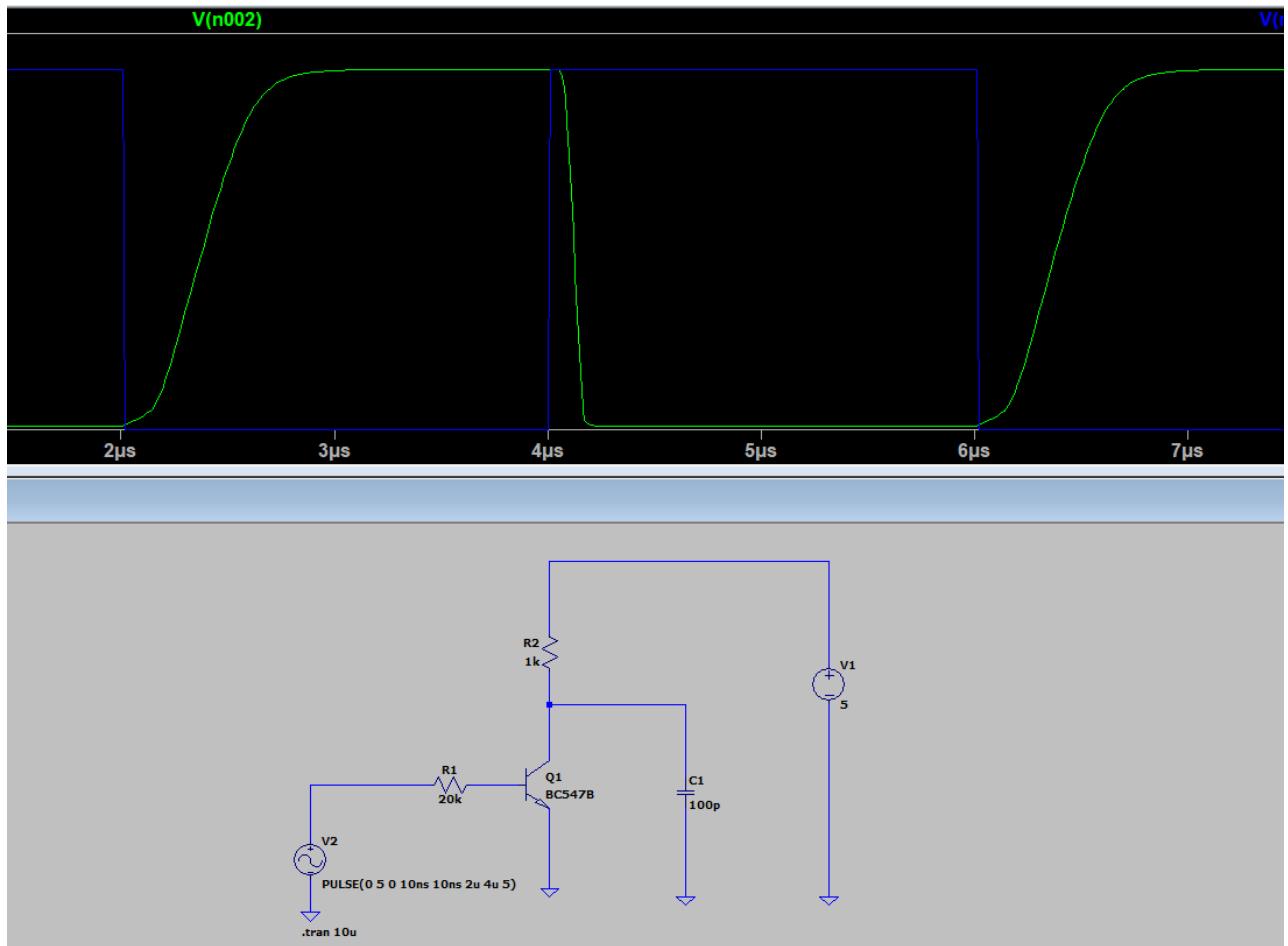 V(n002)
2µs 3µs 4µs 5µs 6µs 7µs
R2
1k
V1
5
R1
20k
Q1
BC547B
C1
100p
V2
PULSE(0 5 0 10ns 10ns 2u 4u 5)
.tran 10u